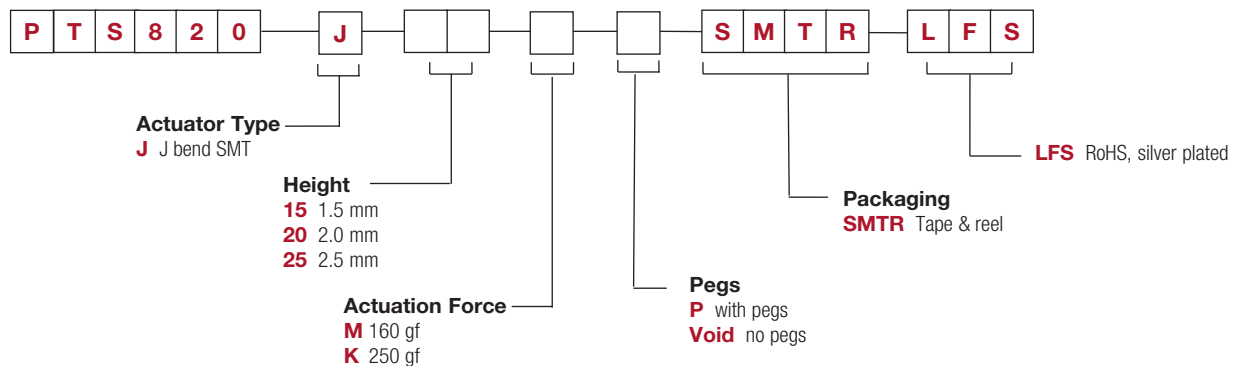 P T S 8 2 0 J S M T R L F S
Actuator Type
J J bend SMT
LFS RoHS, silver plated
Height
15 1.5 mm
20 2.0 mm
25 2.5 mm
Packaging
SMTR Tape & reel
Pegs
P with pegs
Void no pegs
Actuation Force
M 160 gf
K 250 gf